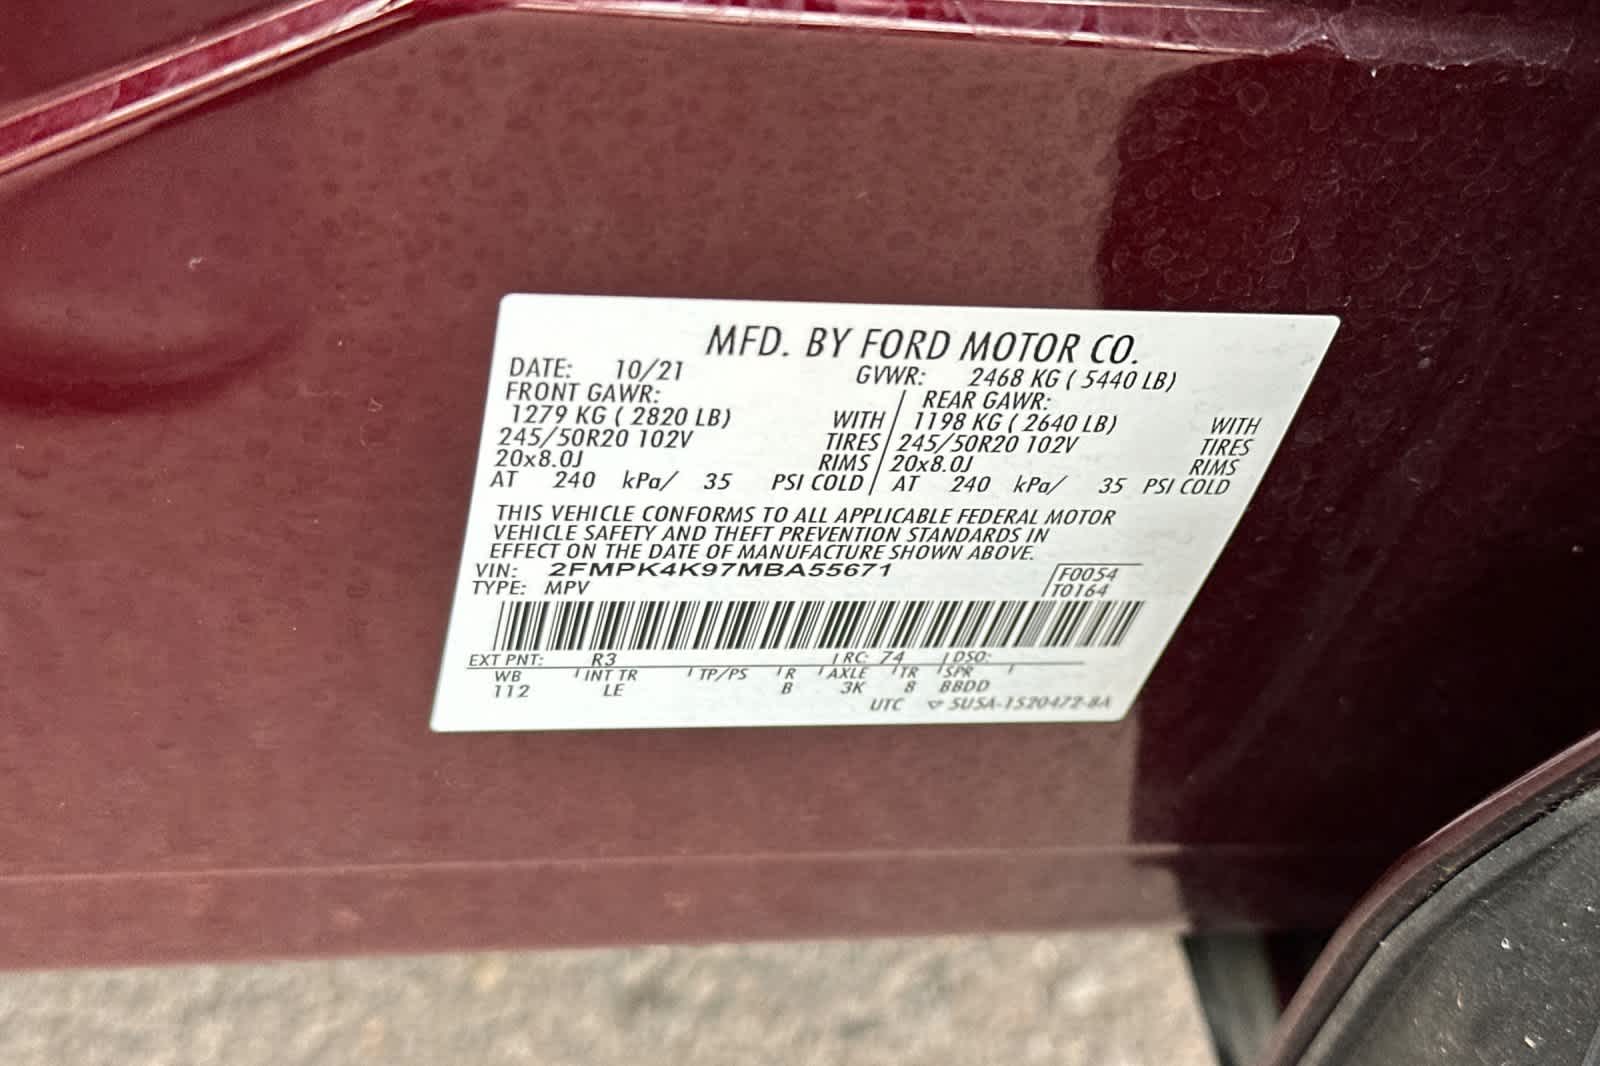 MFD. BY FORD MOTOR CO.
DATE: 10/21 GVWR: 2468 KG ( 5440 LB)
FRONT GAWR: REAR GAWR:
1279 KG ( 2820 LB) WITH 1198 KG ( 2640 LB) WITH
245/50R20 102V TIRES 245/50R20 102V TIRES
20x8.0J RIMS 20x8.0J RIMS
AT 240 kPa/ 35 PSI COLD AT 240 kPa/ 35 PSI COLD
THIS VEHICLE CONFORMS TO ALL APPLICABLE FEDERAL MOTOR
VEHICLE SAFETY AND THEFT PREVENTION STANDARDS IN
EFFECT ON THE DATE OF MANUFACTURE SHOWN ABOVE.
VIN: 2FMPK4K97MBA55671 F0054
TYPE: MPV T0164
EXT PNT: R3 RC: 74 DSO:
WB INT TR TP/PS R AXLE TR SPR
112 LE B 3K 8 BBDD
UTC 5U5A-1520472-8A